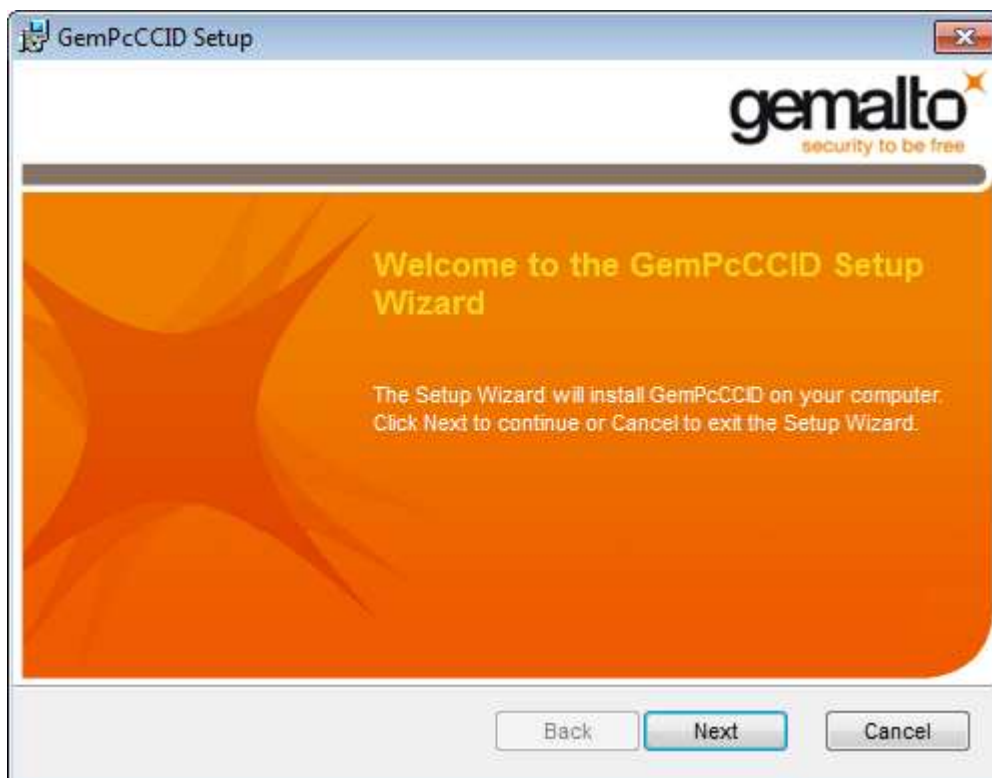 GemPcCCID Setup
gemalto
security to be free
Welcome to the GemPcCCID Setup
Wizard
The Setup Wizard will install GemPcCCID on your computer.
Click Next to continue or Cancel to exit the Setup Wizard.
Back Next Cancel